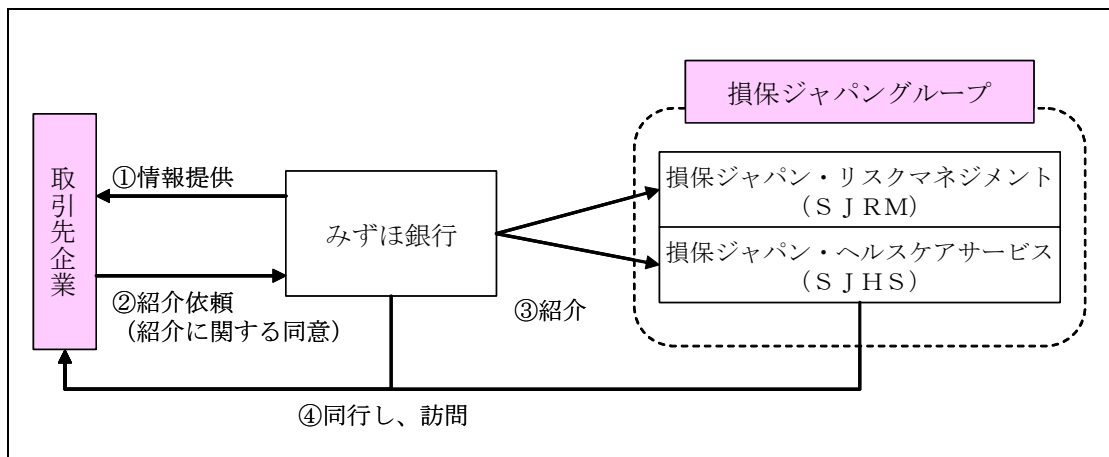 損保ジャパングループ
取引先企業
①情報提供
みずほ銀行
損保ジャパン・リスクマネジメント
（ＳＪＲＭ）
損保ジャパン・ヘルスケアサービス
（ＳＪＨＳ）
②紹介依頼
（紹介に関する同意）
③紹介
④同行し、訪問